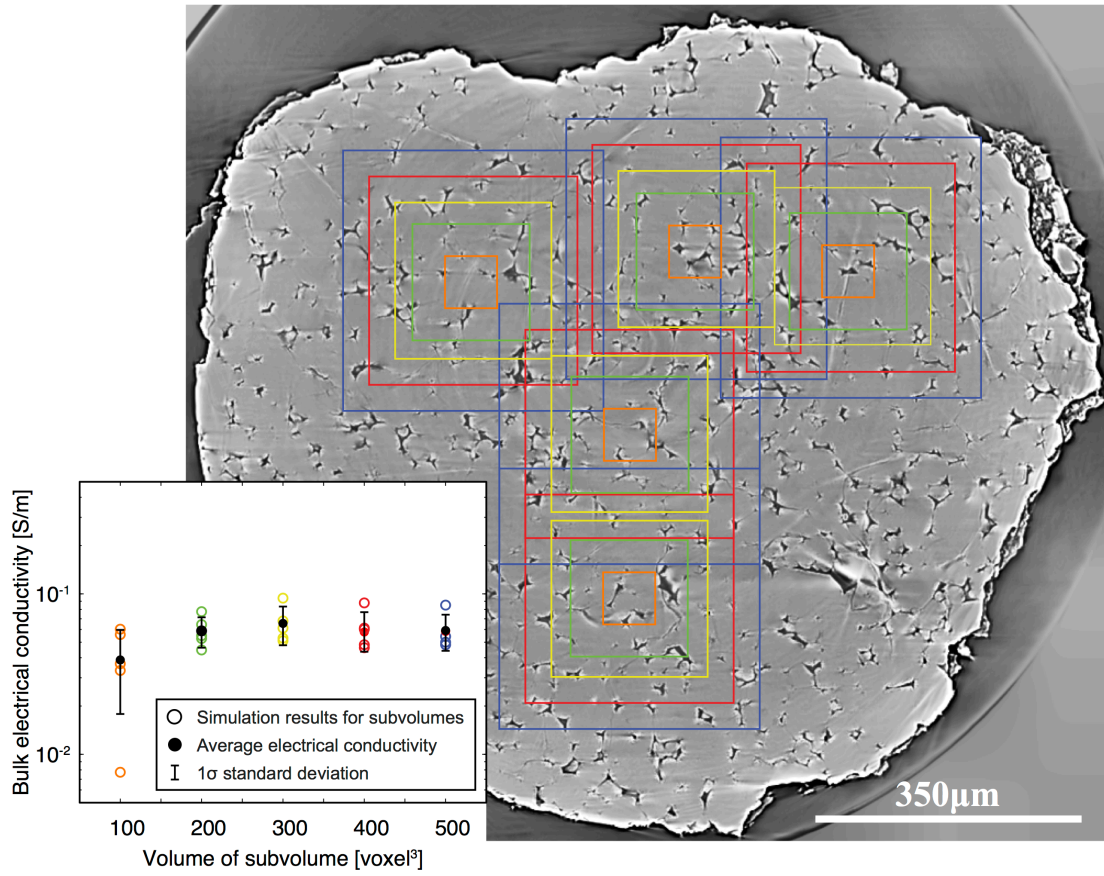 Bulk electrical conductivity [S/m]
10⁻¹
10⁻²
Simulation results for subvolumes
Average electrical conductivity
1σ standard deviation
100 200 300 400 500
Volume of subvolume [voxel³]
350μm